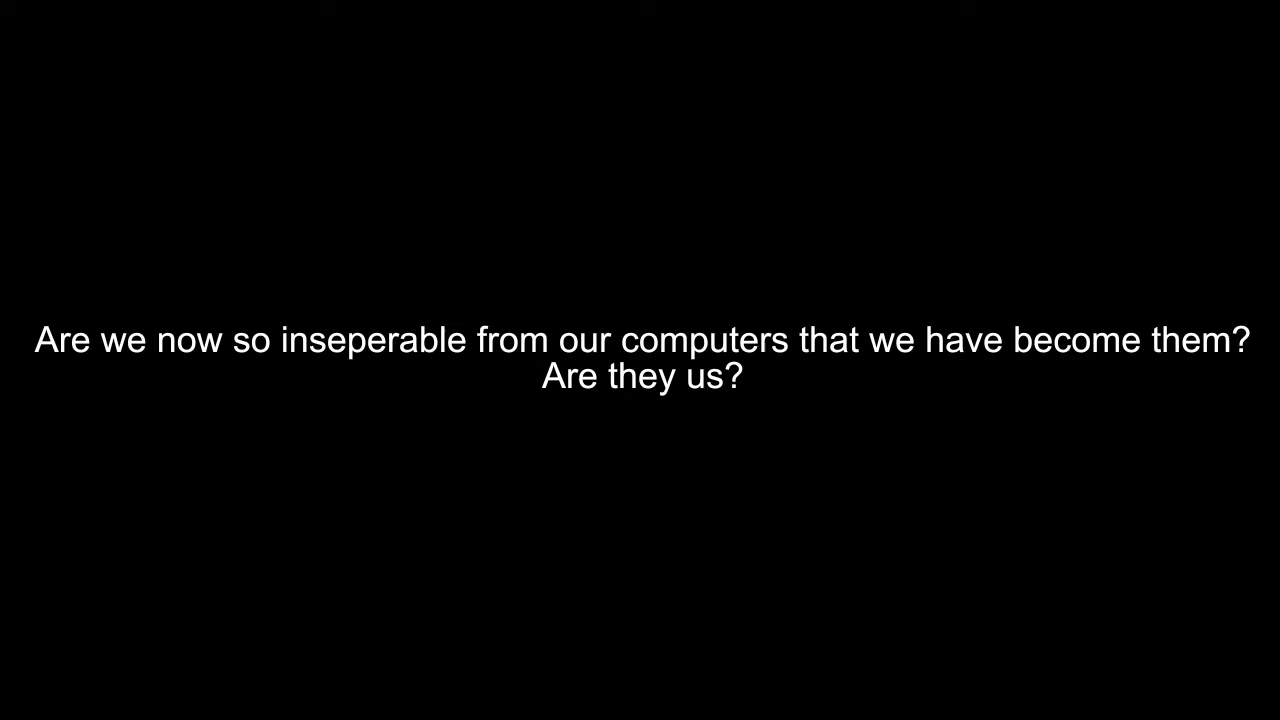 Are we now so inseperable from our computers that we have become them?
Are they us?